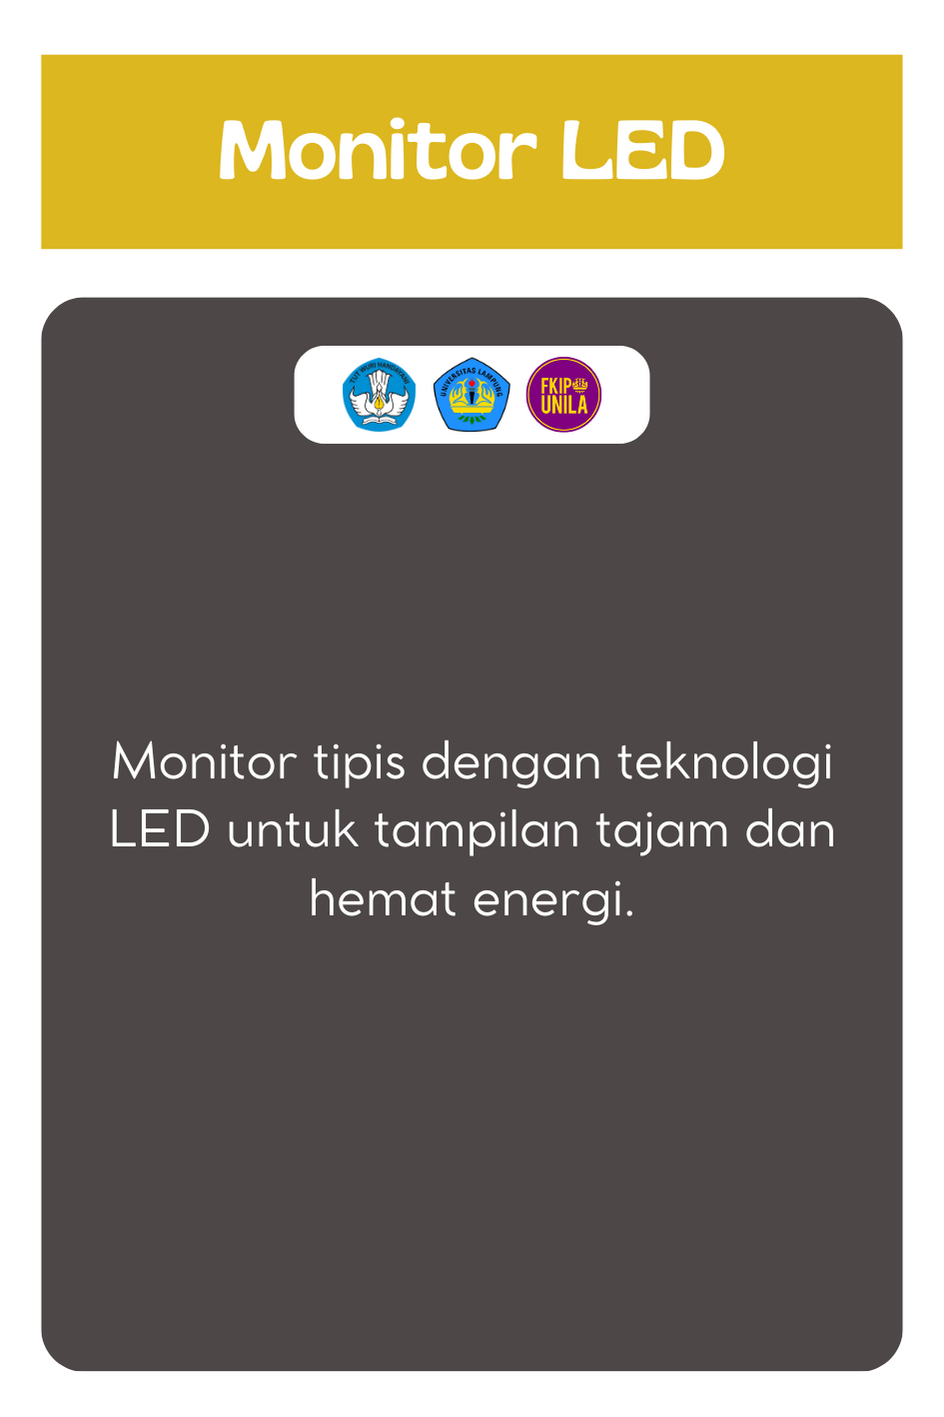 Monitor LED
TUT WURI HANDAYANI
UNIVERSITAS LAMPUNG
FKIP
UNILA
Monitor tipis dengan teknologi
LED untuk tampilan tajam dan
hemat energi.